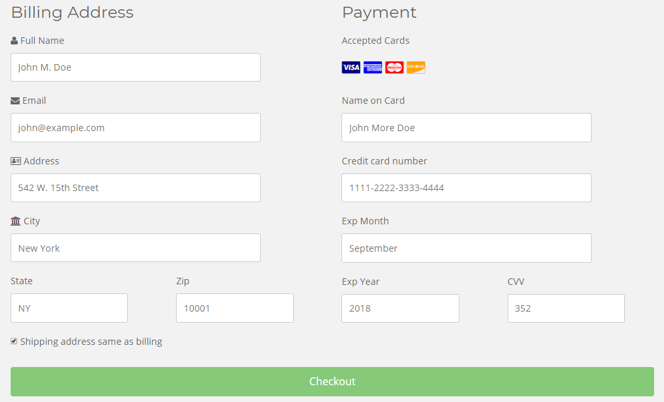 Billing Address
Full Name
John M. Doe
Email
john@example.com
Address
542 W. 15th Street
City
New York
State
Zip
NY
10001
Shipping address same as billing
Payment
Accepted Cards
VISA
Name on Card
John More Doe
Credit card number
1111-2222-3333-4444
Exp Month
September
Exp Year
CVV
2018
352
Checkout